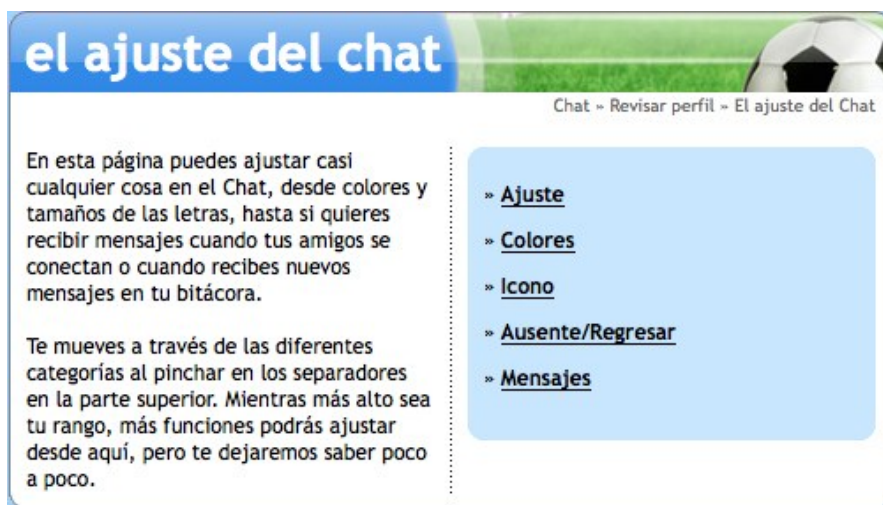 el ajuste del chat
Chat » Revisar perfil » El ajuste del Chat
En esta página puedes ajustar casi
cualquier cosa en el Chat, desde colores y
tamaños de las letras, hasta si quieres
recibir mensajes cuando tus amigos se
conectan o cuando recibes nuevos
mensajes en tu bitácora.
Te mueves a través de las diferentes
categorías al pinchar en los separadores
en la parte superior. Mientras más alto sea
tu rango, más funciones podrás ajustar
desde aquí, pero te dejaremos saber poco
a poco.
» Ajuste
» Colores
» Icono
» Ausente/Regresar
» Mensajes